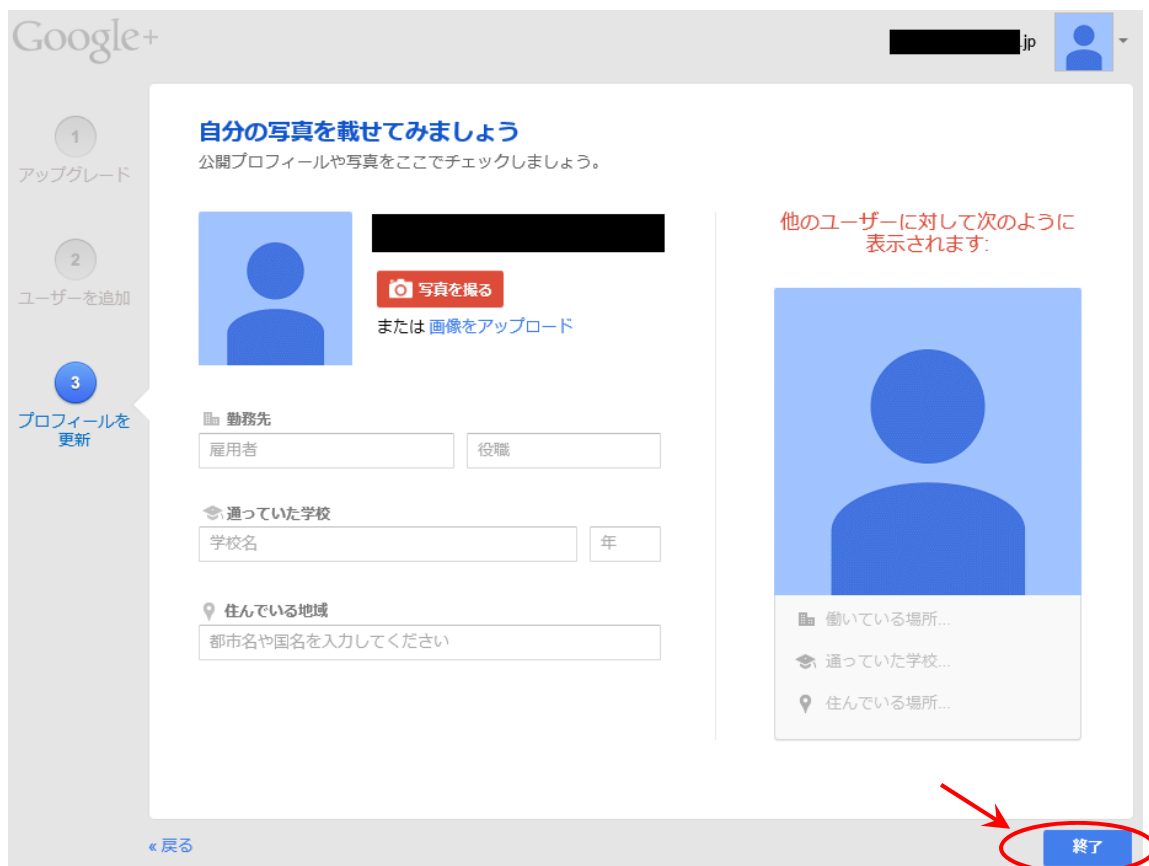 Google+
.jp
1
アップグレード
2
ユーザーを追加
3
プロフィールを
更新
自分の写真を載せてみましょう
公開プロフィールや写真をここでチェックしましょう。
写真を撮る
または 画像をアップロード
勤務先
雇用者 役職
通っていた学校
学校名 年
住んでいる地域
都市名や国名を入力してください
他のユーザーに対して次のように
表示されます:
働いている場所...
通っていた学校...
住んでいる場所...
« 戻る
終了